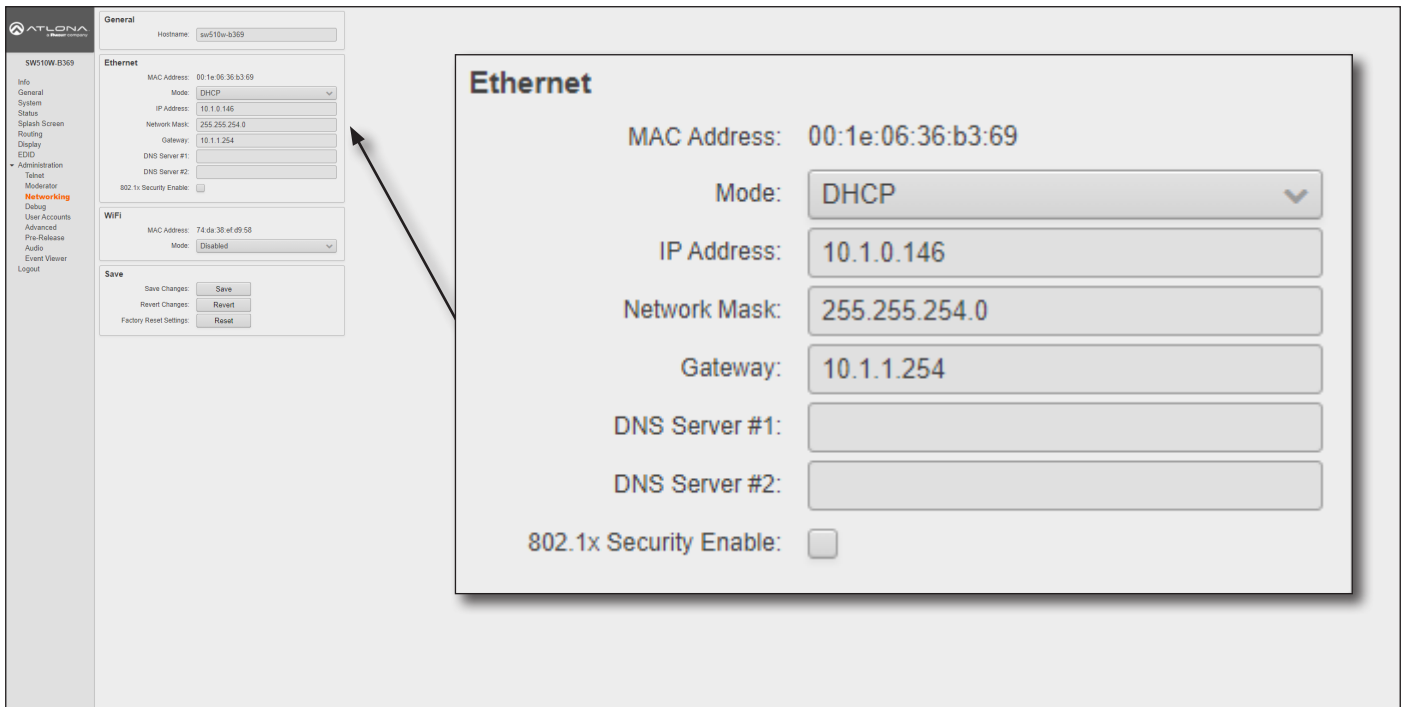 ATLONA
SW510W-B369
Info
General
System
Status
Splash Screen
Routing
Display
EDID
Administration
Telnet
Moderator
Networking
Debug
User Accounts
Advanced
Pre-Release
Audio
Event Viewer
Logout
General
Hostname: sw510w-b369
Ethernet
MAC Address: 00:1e:06:36:b3:69
Mode: DHCP
IP Address: 10.1.0.146
Network Mask: 255.255.254.0
Gateway: 10.1.1.254
DNS Server #1:
DNS Server #2:
802.1x Security Enable:
WiFi
MAC Address: 74:da:38:ef:d9:58
Mode: Disabled
Save
Save Changes: Save
Revert Changes: Revert
Factory Reset Settings: Reset
Ethernet
MAC Address: 00:1e:06:36:b3:69
Mode: DHCP
IP Address: 10.1.0.146
Network Mask: 255.255.254.0
Gateway: 10.1.1.254
DNS Server #1:
DNS Server #2:
802.1x Security Enable: